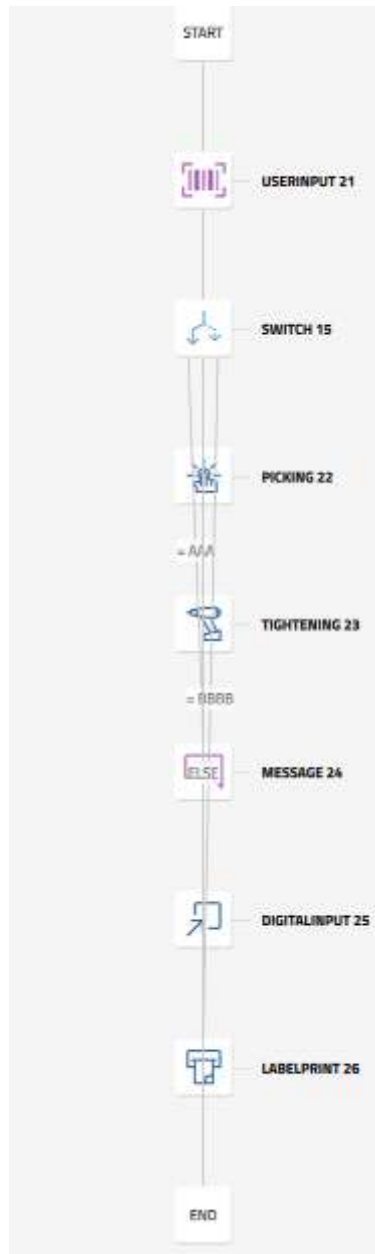 START
USERINPUT 21
SWITCH 15
PICKING 22
= AAA
TIGHTENING 23
= BBBB
ELSE
MESSAGE 24
DIGITALINPUT 25
LABELPRINT 26
END